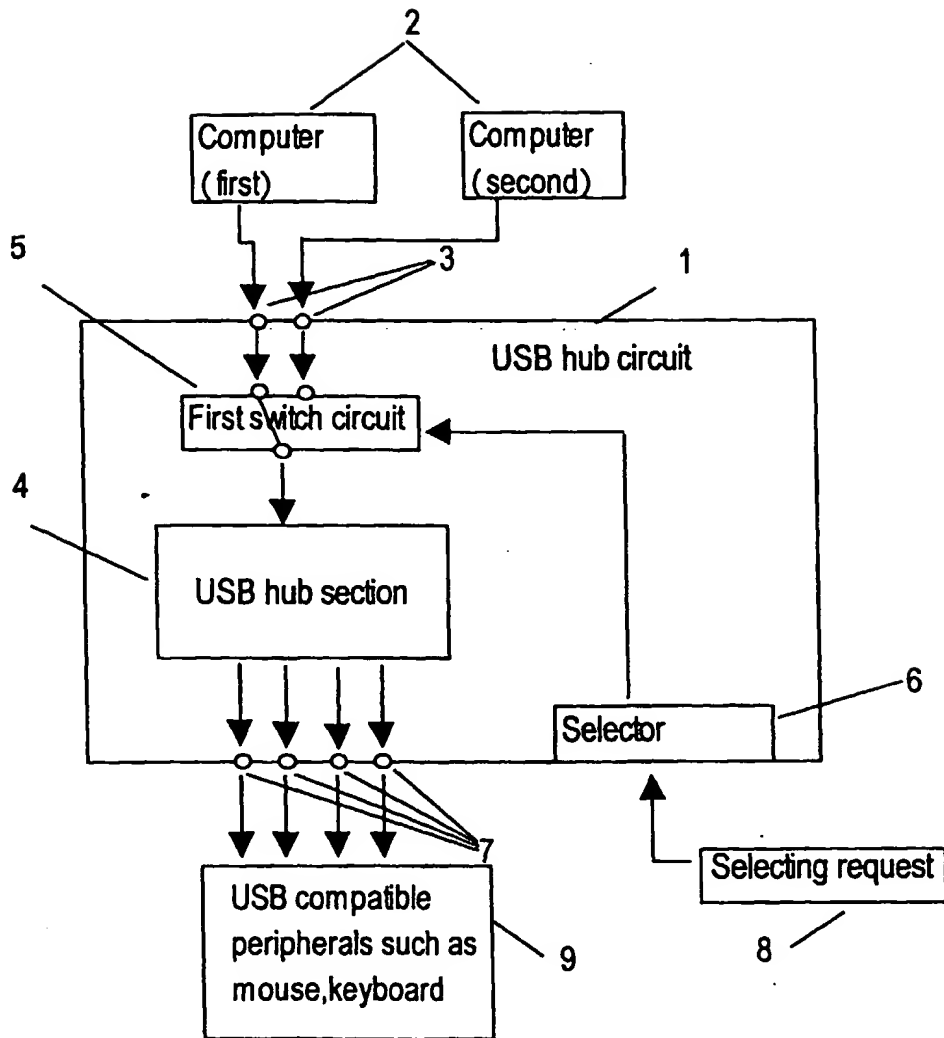 2
Computer
(first)
Computer
(second)
5
3
1
USB hub circuit
First switch circuit
4
USB hub section
6
Selector
7
Selecting request
USB compatible
peripherals such as
mouse,keyboard
9
8